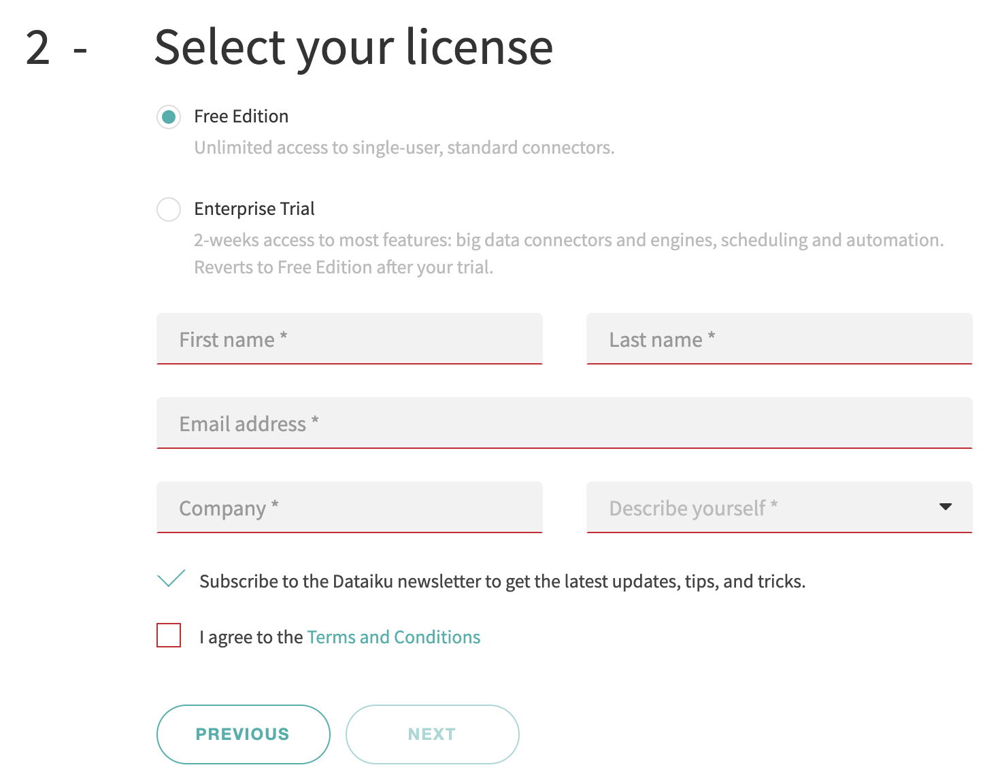 2 - Select your license
Free Edition
Unlimited access to single-user, standard connectors.
Enterprise Trial
2-weeks access to most features: big data connectors and engines, scheduling and automation.
Reverts to Free Edition after your trial.
First name * Last name *
Email address *
Company * Describe yourself *
Subscribe to the Dataiku newsletter to get the latest updates, tips, and tricks.
I agree to the Terms and Conditions
PREVIOUS NEXT